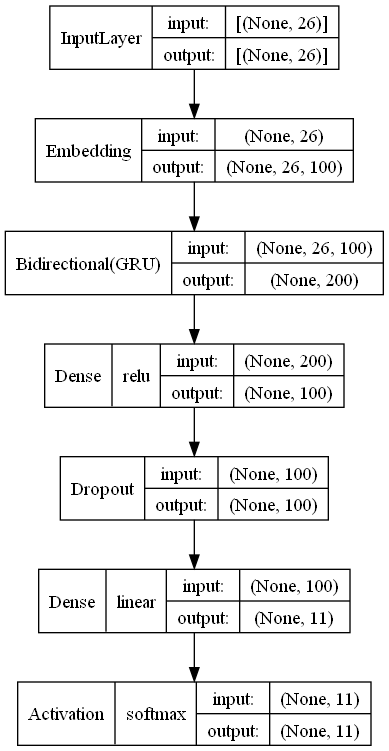 InputLayer input: [(None, 26)]
output: [(None, 26)]
Embedding input: (None, 26)
output: (None, 26, 100)
Bidirectional(GRU) input: (None, 26, 100)
output: (None, 200)
Dense relu input: (None, 200)
output: (None, 100)
Dropout input: (None, 100)
output: (None, 100)
Dense linear input: (None, 100)
output: (None, 11)
Activation softmax input: (None, 11)
output: (None, 11)